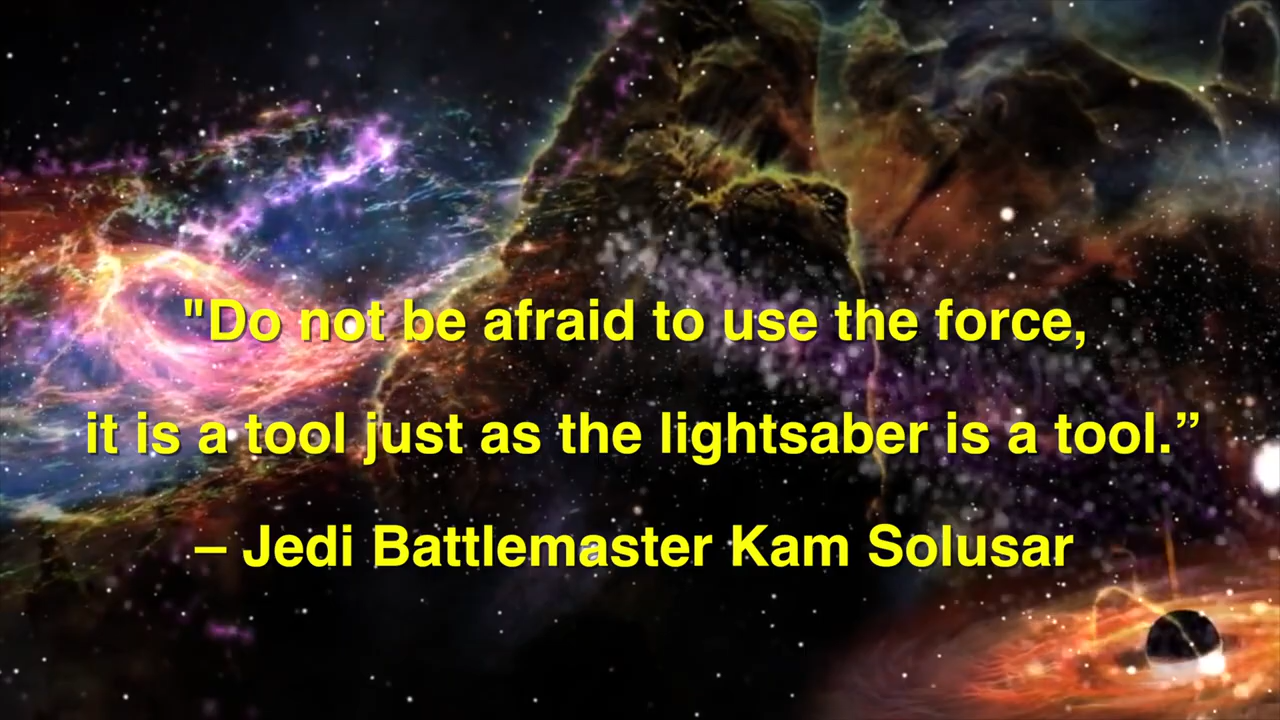 "Do not be afraid to use the force,
it is a tool just as the lightsaber is a tool.”
– Jedi Battlemaster Kam Solusar